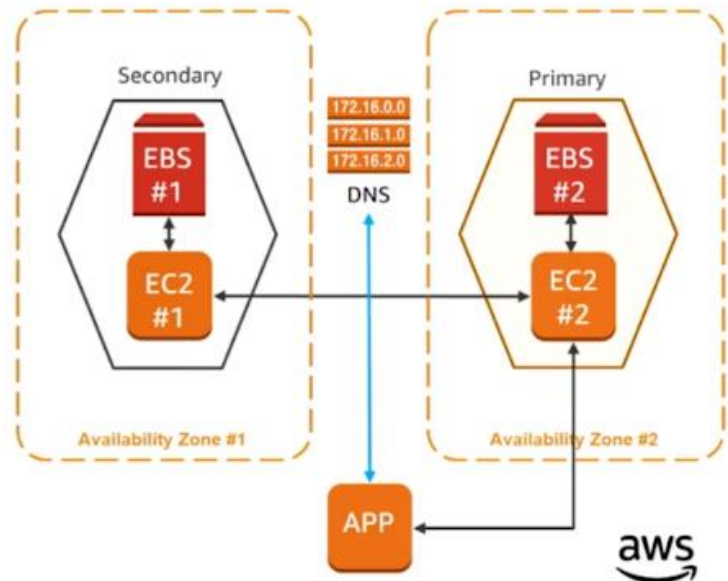 Secondary
EBS
#1
EC2
#1
Availability Zone #1
172.16.0.0
172.16.1.0
172.16.2.0
DNS
Primary
EBS
#2
EC2
#2
Availability Zone #2
APP
aws